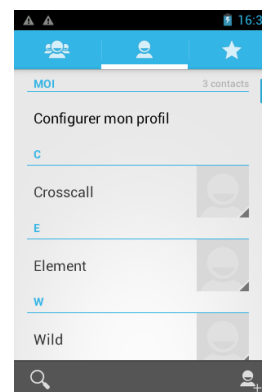 16:3
MOI 3 contacts
Configurer mon profil
C
Crosscall
E
Element
W
Wild